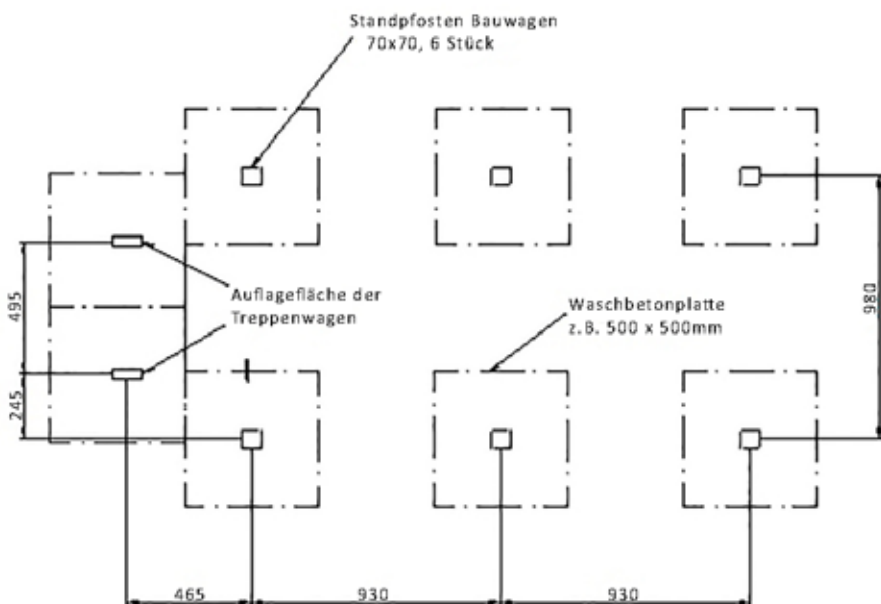 Standpfosten Bauwagen
70x70, 6 Stück
Auflagefläche der
Treppenwagen
Waschbetonplatte
z.B. 500 x 500mm
495
245
980
465
930
930